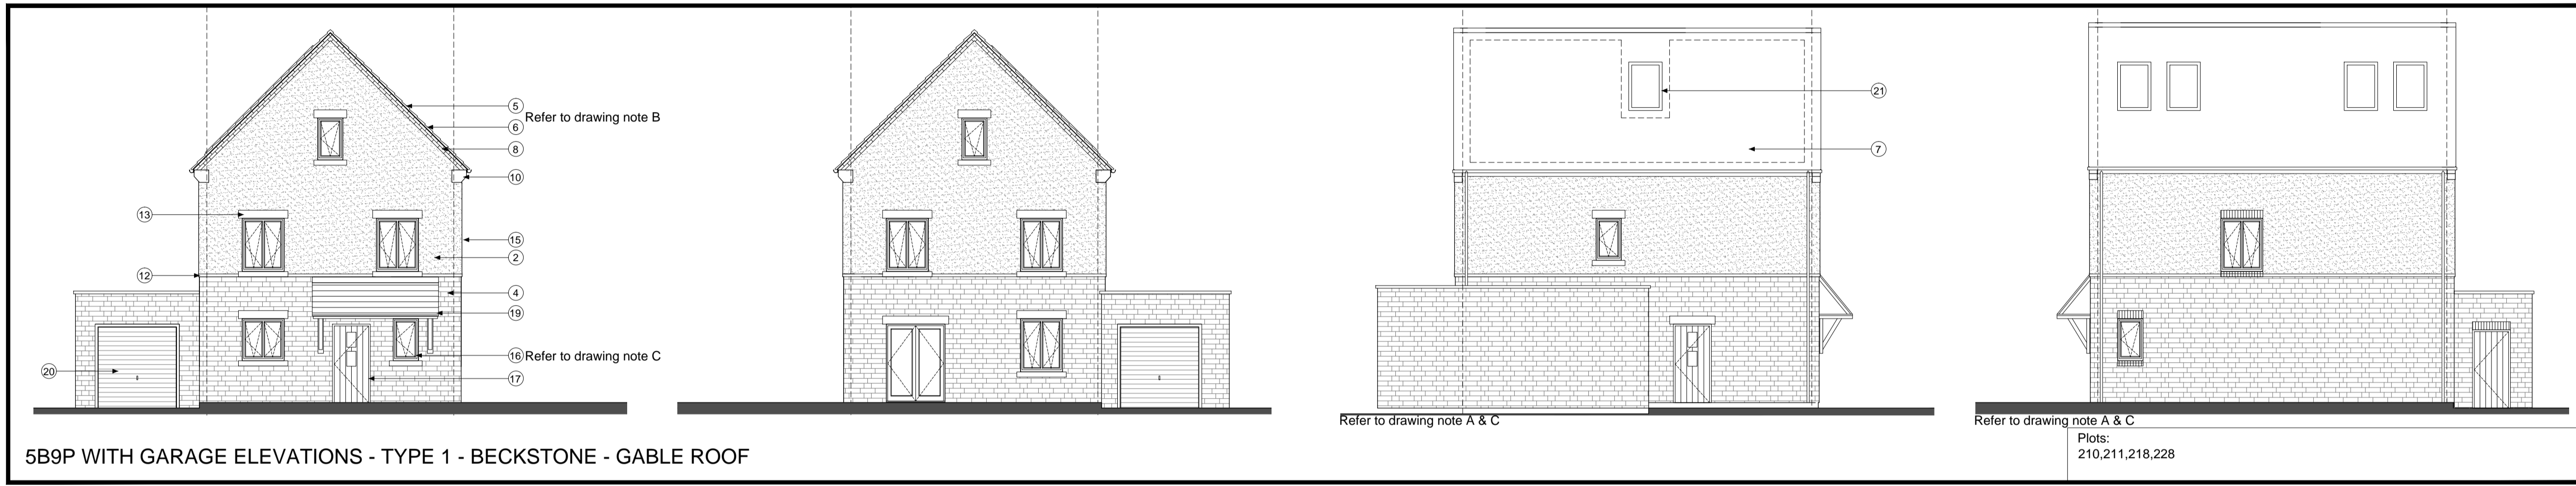 5
Refer to drawing note B
6
8
10
13
15
2
12
4
19
16 Refer to drawing note C
20
17
21
7
Refer to drawing note A & C
Refer to drawing note A & C
5B9P WITH GARAGE ELEVATIONS - TYPE 1 - BECKSTONE - GABLE ROOF
Plots:
210,211,218,228